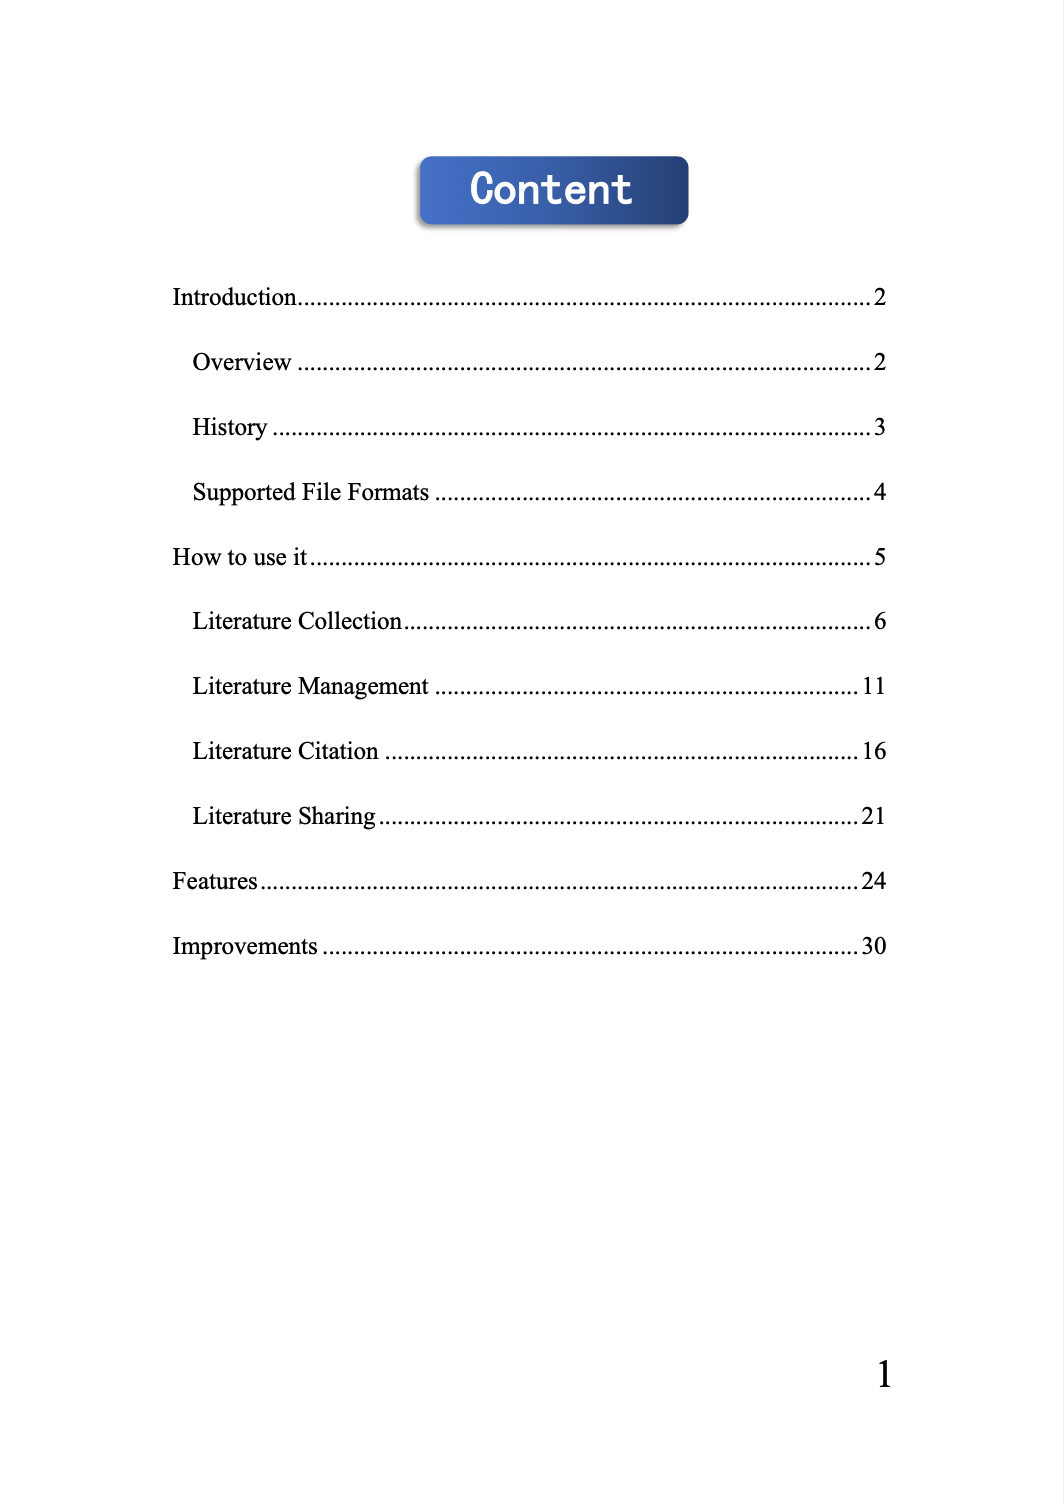 Content
Introduction............................................................................................2
Overview ............................................................................................2
History ................................................................................................3
Supported File Formats ......................................................................4
How to use it..........................................................................................5
Literature Collection...........................................................................6
Literature Management ....................................................................11
Literature Citation ............................................................................16
Literature Sharing.............................................................................21
Features................................................................................................24
Improvements ......................................................................................30
1